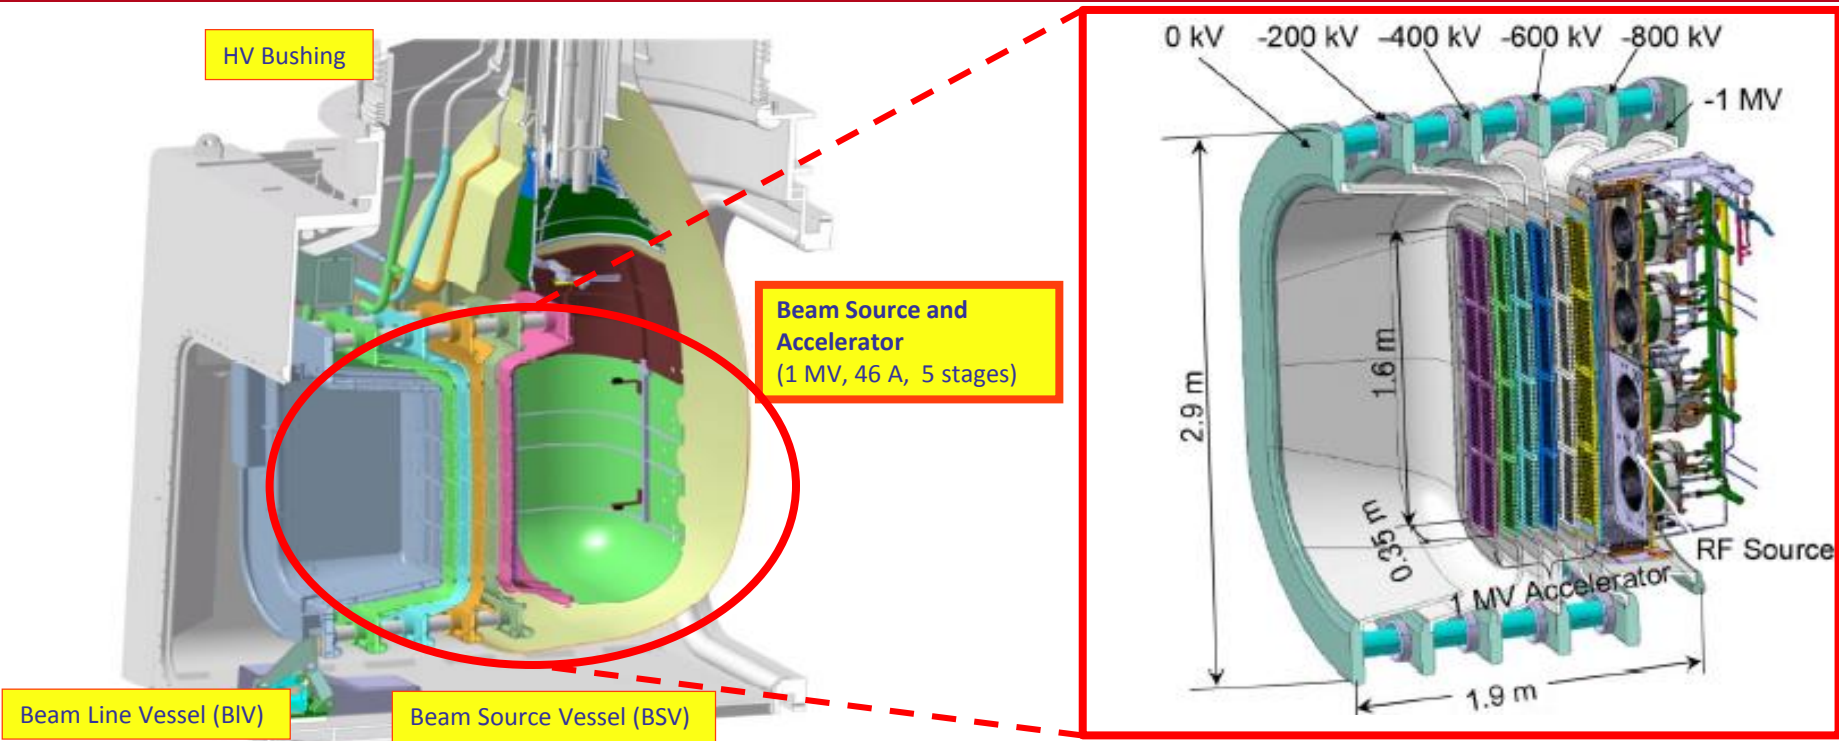 HV Bushing
Beam Source and
Accelerator
(1 MV, 46 A, 5 stages)
Beam Line Vessel (BlV)
Beam Source Vessel (BSV)
0 kV
-200 kV
-400 kV
-600 kV
-800 kV
-1 MV
2.9 m
1.6 m
0.35 m
RF Source
1 MV Accelerator
1.9 m